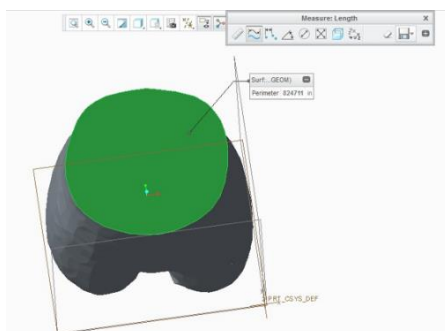 Measure: Length
Surf:...GEOM)
Perimeter 824711 in
PRT_CSYS_DEF